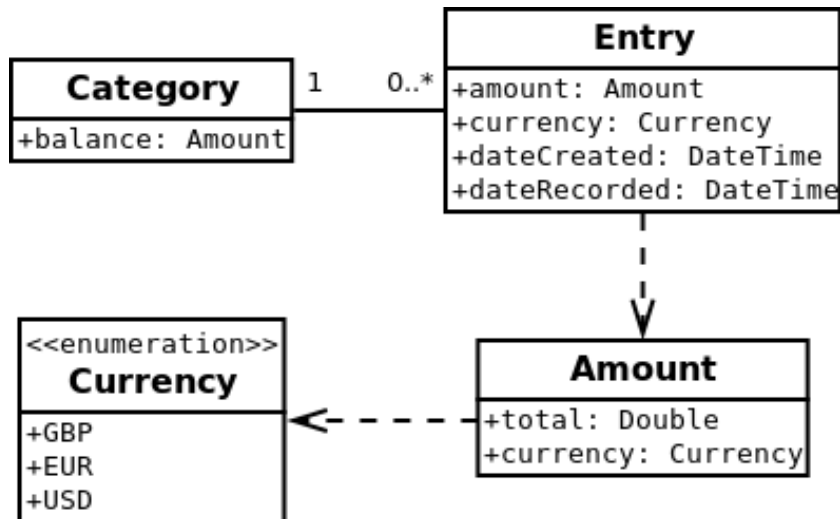 Category
+balance: Amount
1
0..*
Entry
+amount: Amount
+currency: Currency
+dateCreated: DateTime
+dateRecorded: DateTime
<<enumeration>>
Currency
+GBP
+EUR
+USD
Amount
+total: Double
+currency: Currency